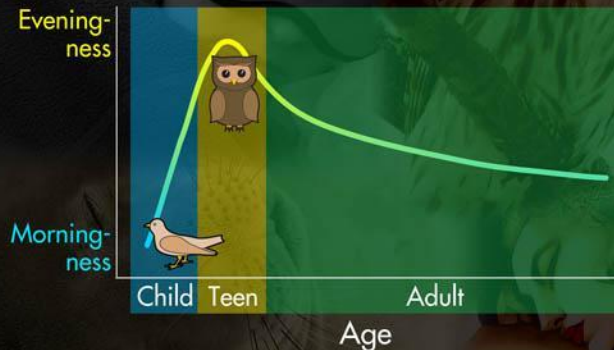 Evening-
ness
Morning-
ness
Child Teen Adult
Age